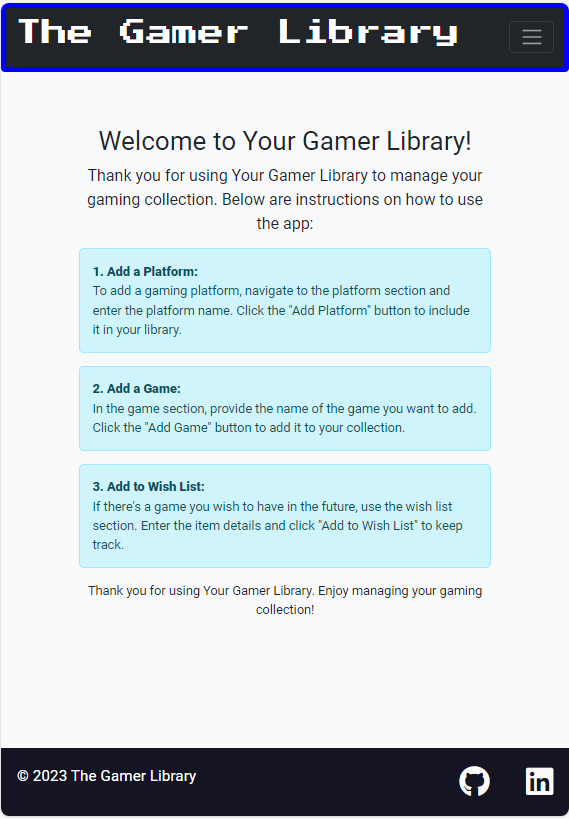 The Gamer Library
Welcome to Your Gamer Library!
Thank you for using Your Gamer Library to manage your
gaming collection. Below are instructions on how to use
the app:
1. Add a Platform:
To add a gaming platform, navigate to the platform section and
enter the platform name. Click the "Add Platform" button to include
it in your library.
2. Add a Game:
In the game section, provide the name of the game you want to add.
Click the "Add Game" button to add it to your collection.
3. Add to Wish List:
If there's a game you wish to have in the future, use the wish list
section. Enter the item details and click "Add to Wish List" to keep
track.
Thank you for using Your Gamer Library. Enjoy managing your gaming
collection!
© 2023 The Gamer Library
in